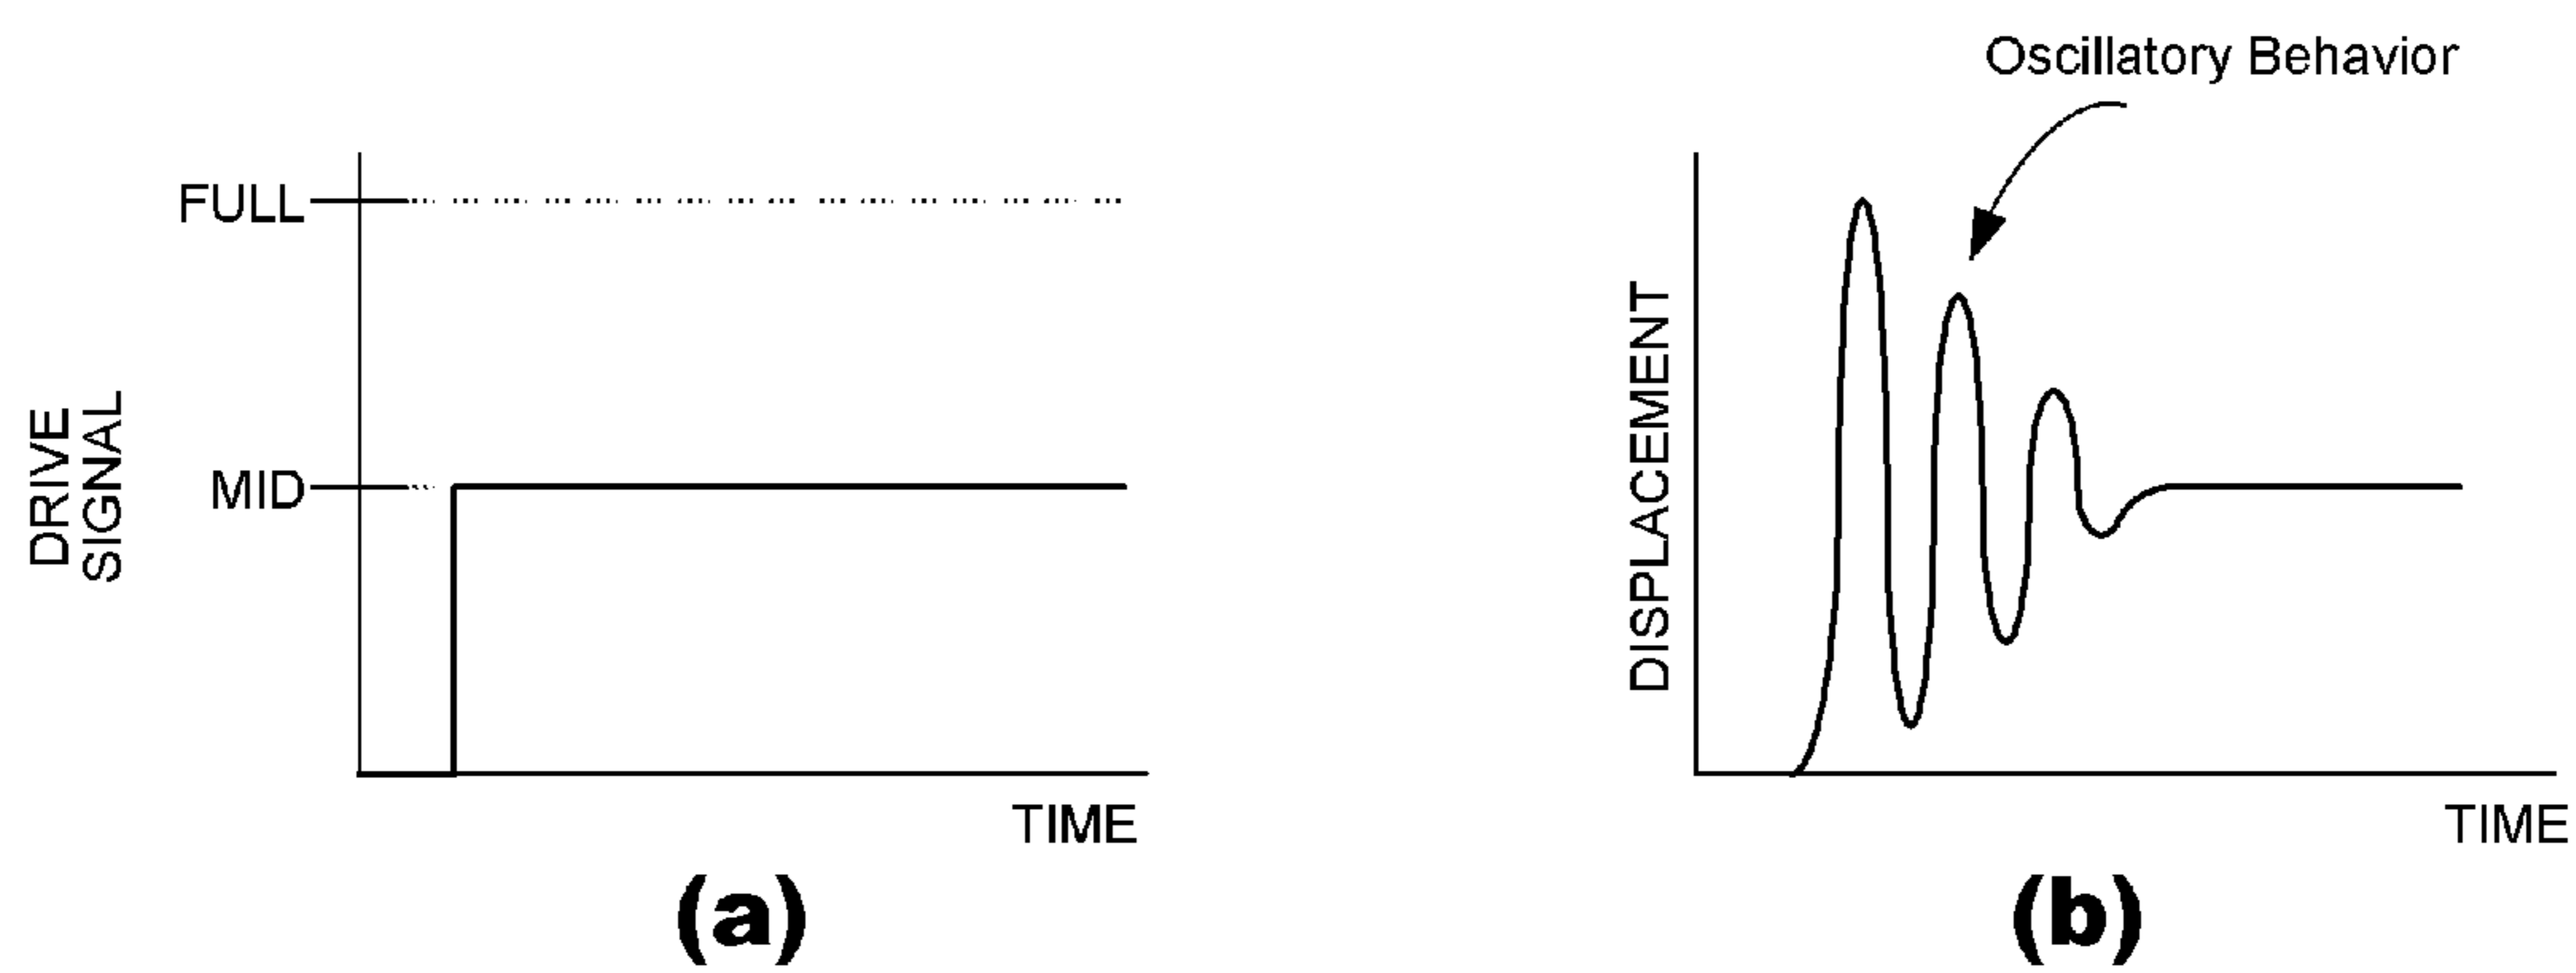 Oscillatory Behavior
FULL
MID
DRIVE
SIGNAL
TIME
(a)
DISPLACEMENT
TIME
(b)